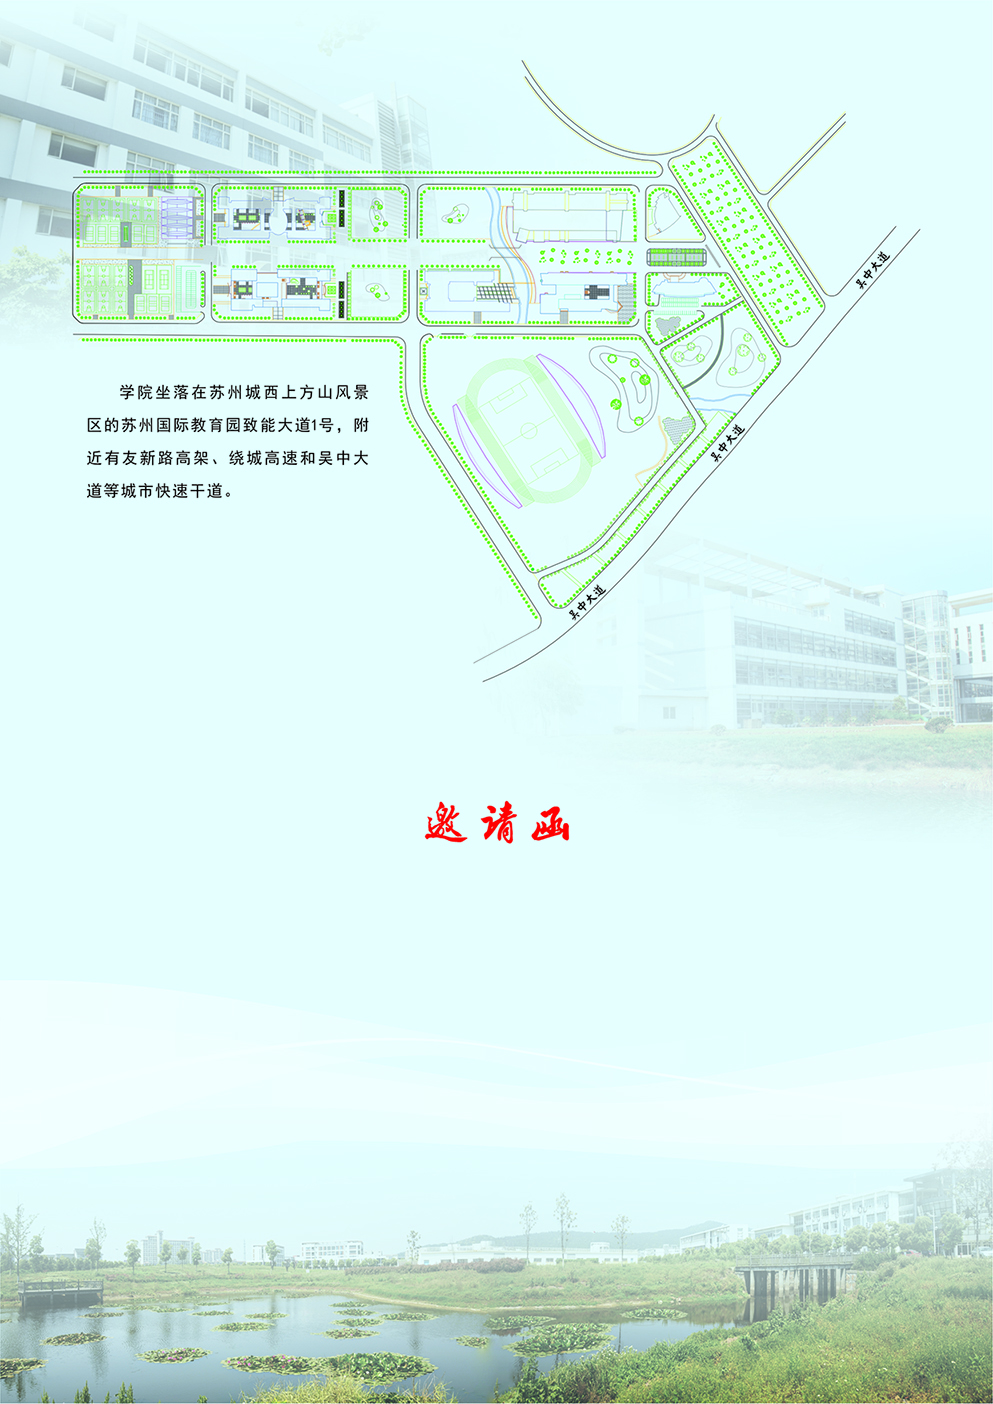 吴中大道
学院坐落在苏州城西上方山风景
区的苏州国际教育园致能大道1号，附
近有友新路高架、绕城高速和吴中大
道等城市快速干道。
吴中大道
吴中大道
邀请函